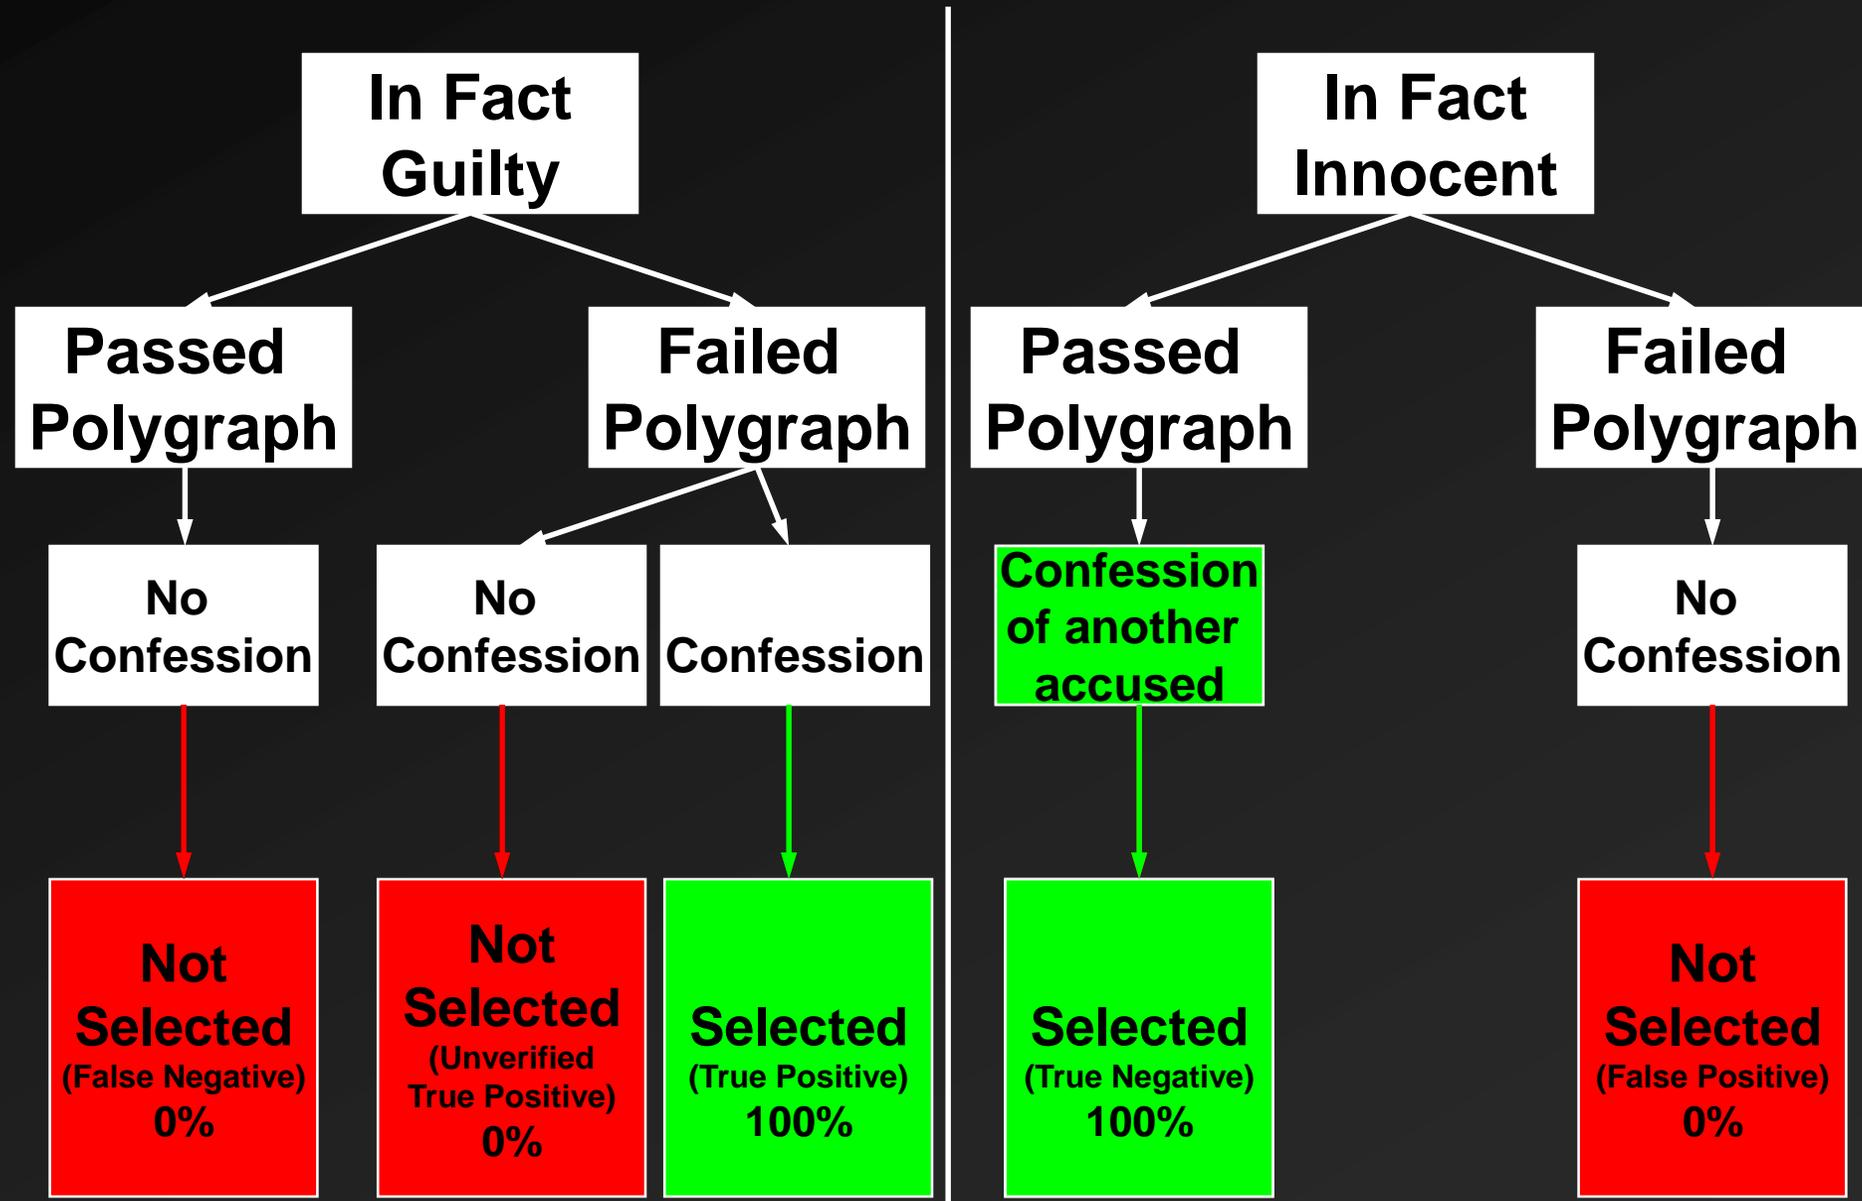 In Fact
Guilty
In Fact
Innocent
Passed
Polygraph
Failed
Polygraph
Passed
Polygraph
Failed
Polygraph
No
Confession
No
Confession
Confession
Confession
of another
accused
No
Confession
Not
Selected
(False Negative)
0%
Not
Selected
(Unverified
True Positive)
0%
Selected
(True Positive)
100%
Selected
(True Negative)
100%
Not
Selected
(False Positive)
0%